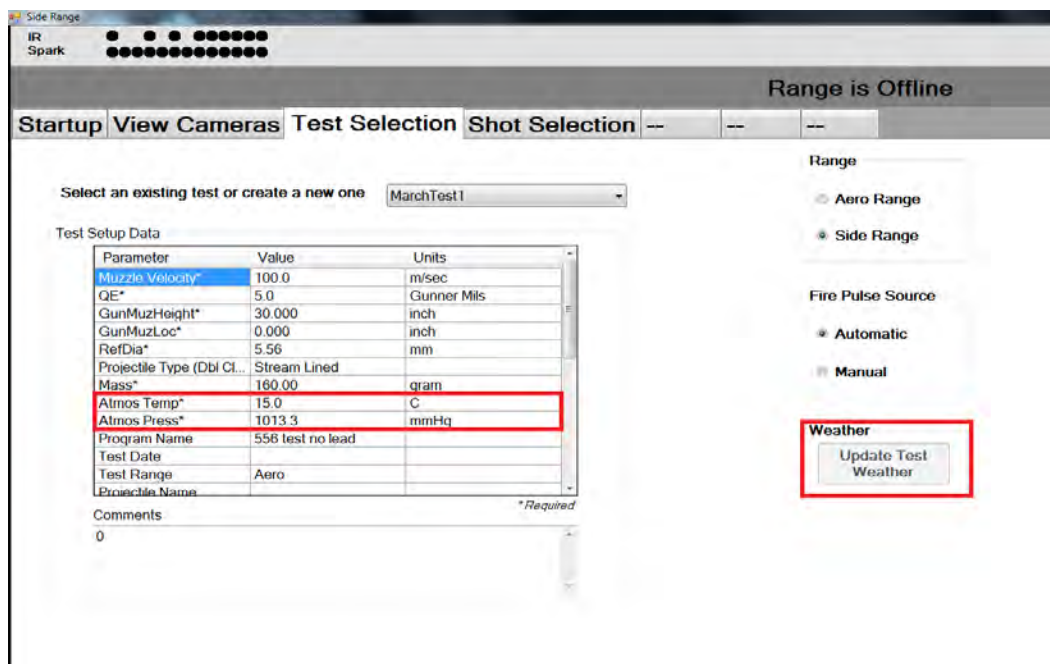 Side Range
IR
Spark
Range is Offline
Startup View Cameras Test Selection Shot Selection -- -- --
Range
Select an existing test or create a new one MarchTest1
Aero Range
Test Setup Data
Side Range
Parameter Value Units
Muzzle Velocity* 100.0 m/sec
QE* 5.0 Gunner Mils
GunMuzHeight* 30.000 inch
GunMuzLoc* 0.000 inch
RefDia* 5.56 mm
Projectile Type (Dbl Cl... Stream Lined
Mass* 160.00 gram
Atmos Temp* 15.0 C
Atmos Press* 1013.3 mmHg
Program Name 556 test no lead
Test Date
Test Range Aero
Projectile Name
*Required
Fire Pulse Source
Automatic
Manual
Weather
Update Test
Weather
Comments
0